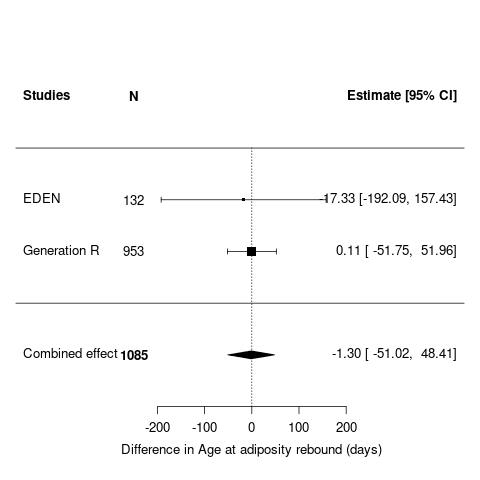 Studies N Estimate [95% CI]
EDEN 132 -17.33 [-192.09, 157.43]
Generation R 953 0.11 [ -51.75, 51.96]
Combined effect 1085 -1.30 [ -51.02, 48.41]
-200 -100 0 100 200
Difference in Age at adiposity rebound (days)